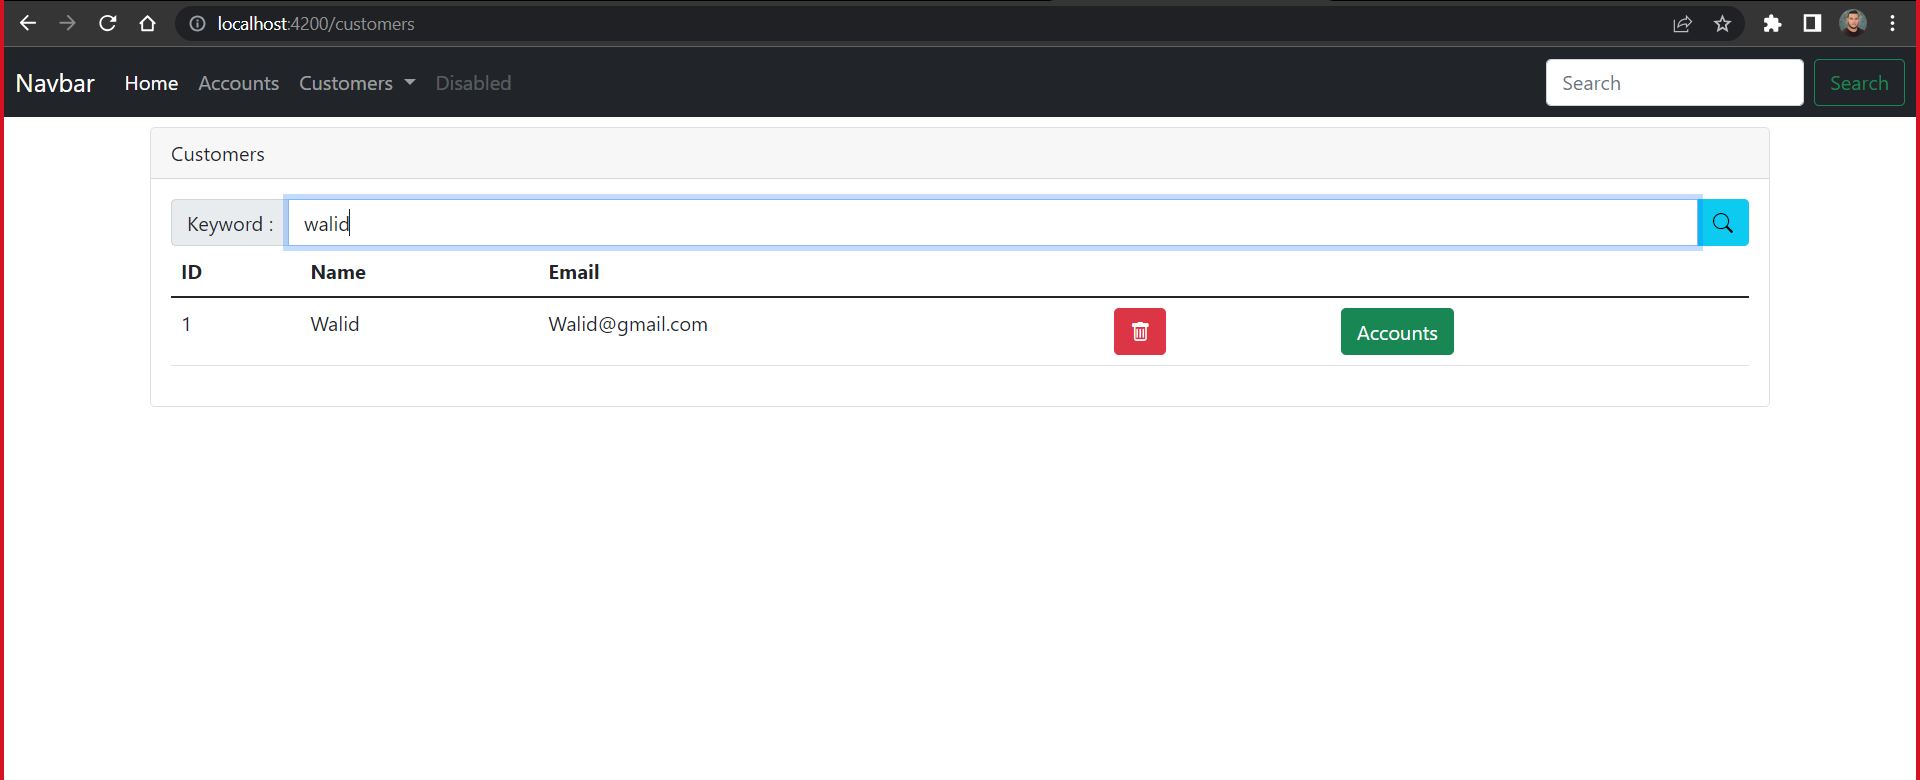 localhost:4200/customers
Navbar Home Accounts Customers Disabled Search Search
Customers
Keyword : walid
ID Name Email
1 Walid Walid@gmail.com Accounts